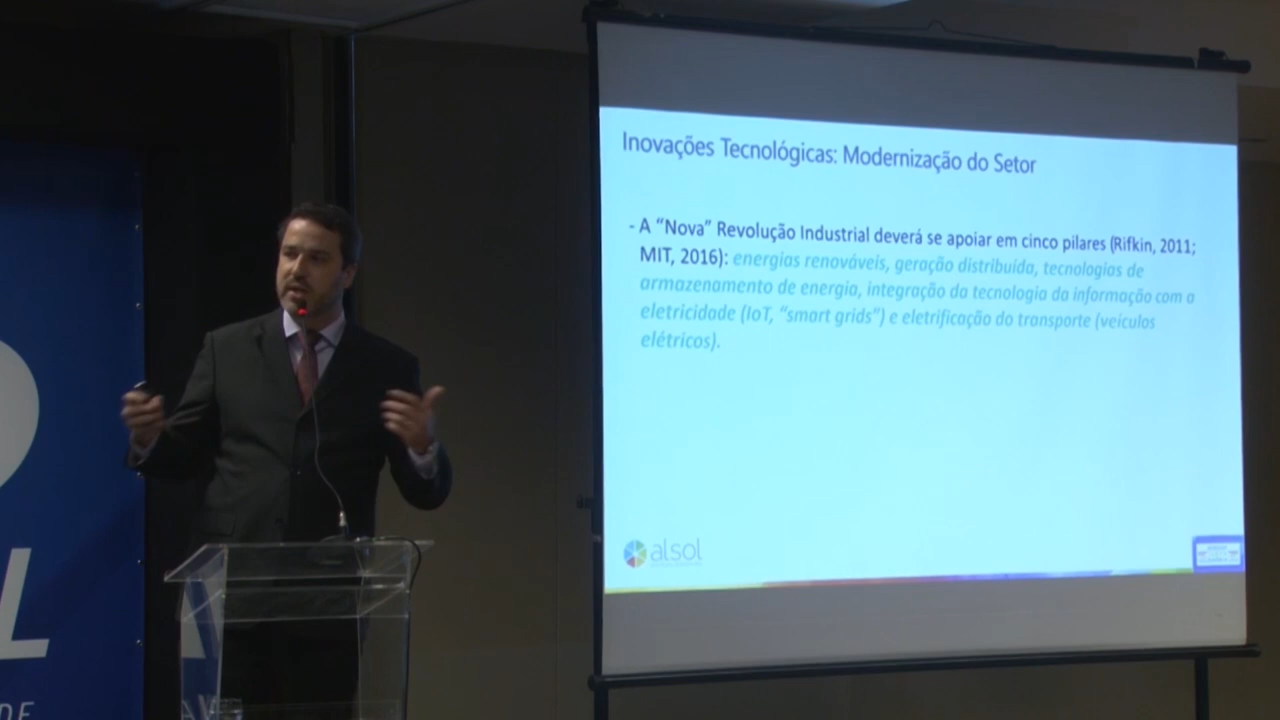 Inovações Tecnológicas: Modernização do Setor
- A “Nova” Revolução Industrial deverá se apoiar em cinco pilares (Rifkin, 2011;
MIT, 2016): energias renováveis, geração distribuída, tecnologias de
armazenamento de energia, integração da tecnologia da informação com a
eletricidade (IoT, “smart grids”) e eletrificação do transporte (veículos
elétricos).
alsol
L
DE